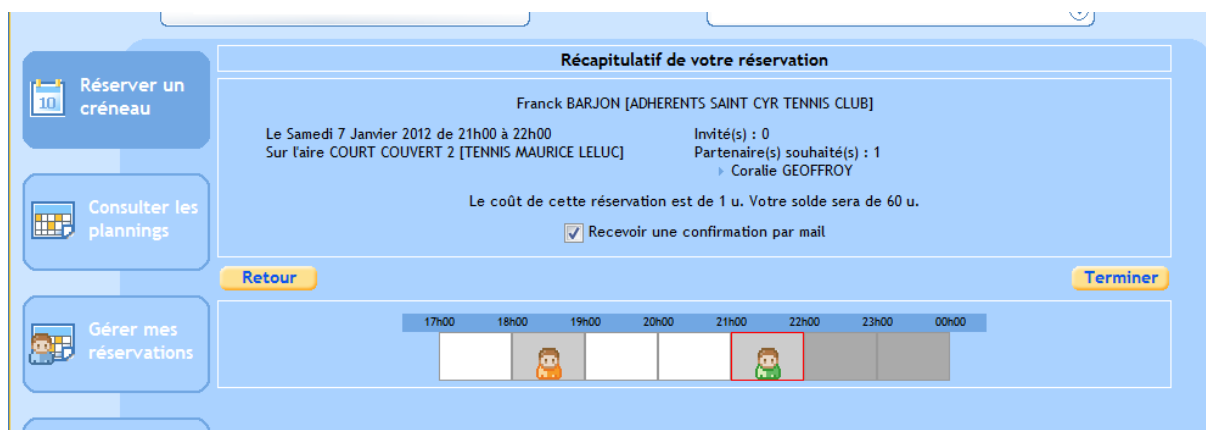 Récapitulatif de votre réservation
10
Réserver un
créneau
Franck BARJON [ADHERENTS SAINT CYR TENNIS CLUB]
Le Samedi 7 Janvier 2012 de 21h00 à 22h00
Sur l'aire COURT COUVERT 2 [TENNIS MAURICE LELUC]
Invité(s) : 0
Partenaire(s) souhaité(s) : 1
Coralie GEOFFROY
Le coût de cette réservation est de 1 u. Votre solde sera de 60 u.
Recevoir une confirmation par mail
Consulter les
plannings
Retour
Terminer
Gérer mes
réservations
17h00 18h00 19h00 20h00 21h00 22h00 23h00 00h00